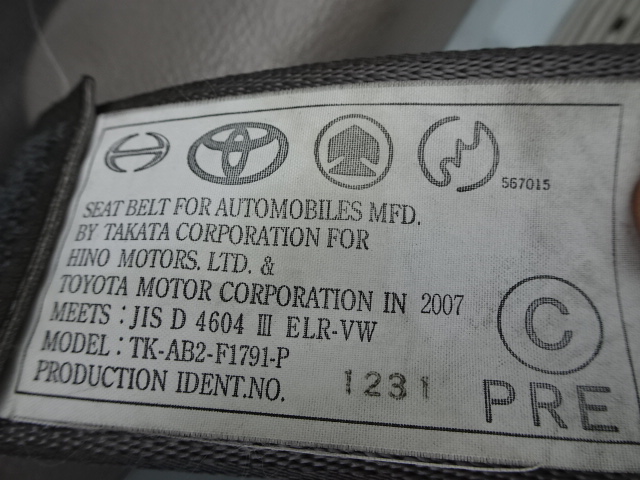 567015
SEAT BELT FOR AUTOMOBILES MFD.
BY TAKATA CORPORATION FOR
HINO MOTORS. LTD. &
TOYOTA MOTOR CORPORATION IN 2007
MEETS : JIS D 4604 Ⅲ ELR-VW
MODEL : TK-AB2-F1791-P
PRODUCTION IDENT.NO. 1231
C
PRE